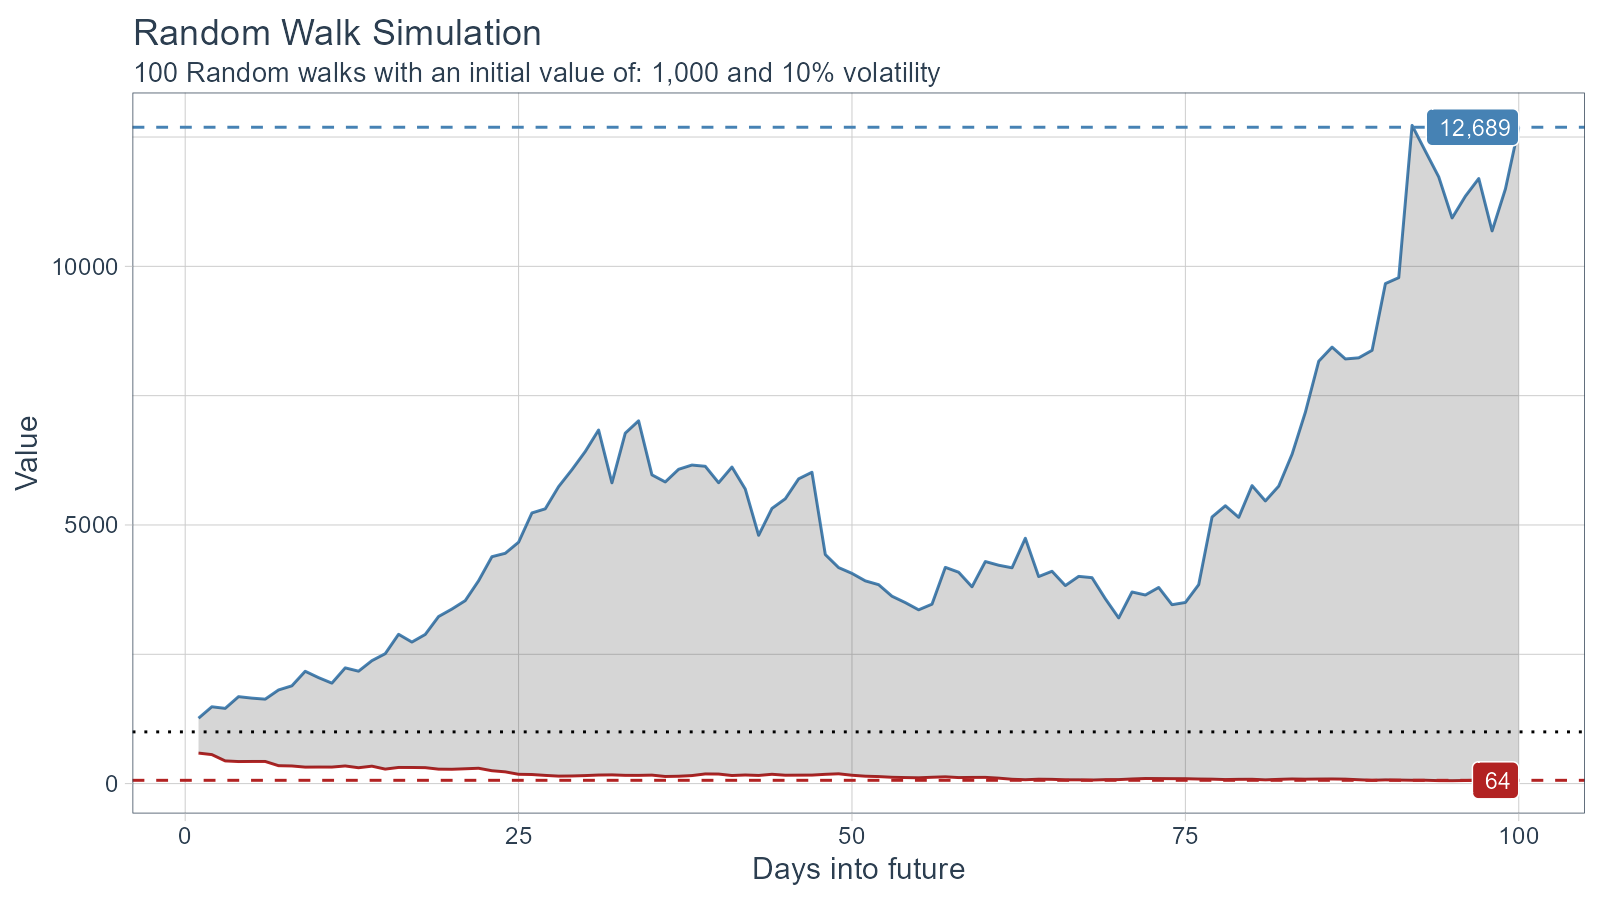 Random Walk Simulation
100 Random walks with an initial value of: 1,000 and 10% volatility
12,689
10000
Value
5000
0
64
0 25 50 75 100
Days into future